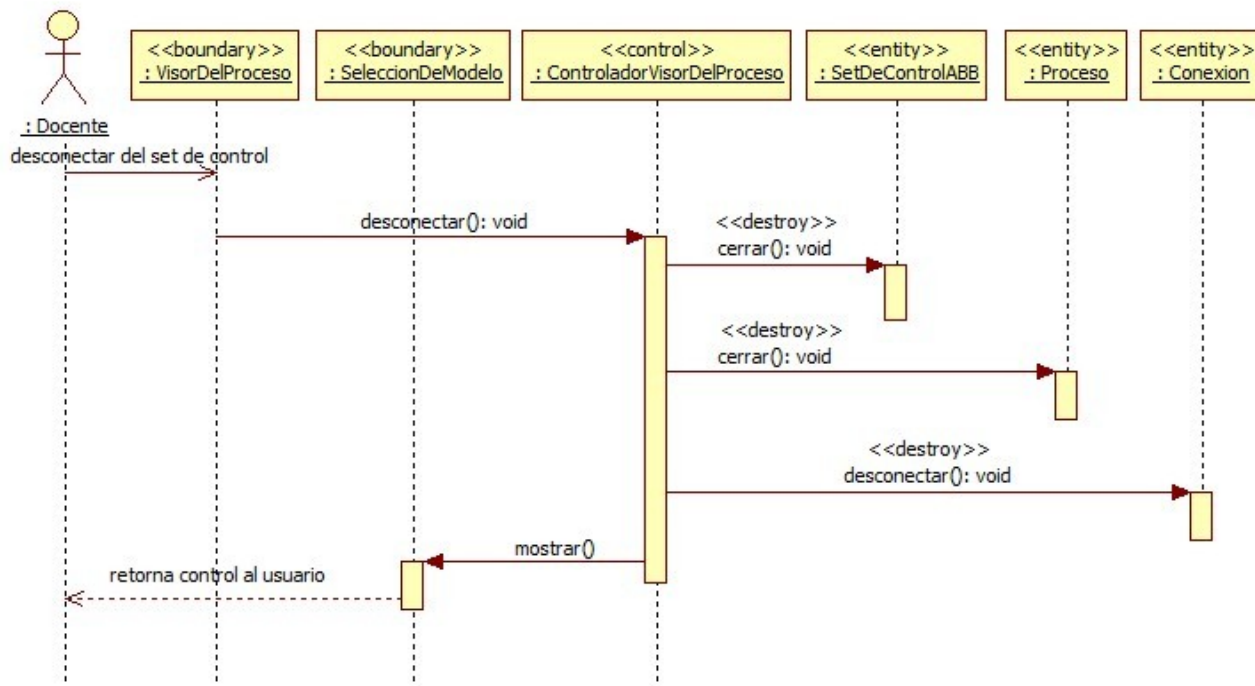 <<boundary>>
: VisorDelProceso
<<boundary>>
: SeleccionDeModelo
<<control>>
: ControladorVisorDelProceso
<<entity>>
: SetDeControlABB
<<entity>>
: Proceso
<<entity>>
: Conexion
: Docente
desconectar del set de control
desconectar(): void
<<destroy>>
cerrar(): void
<<destroy>>
cerrar(): void
<<destroy>>
desconectar(): void
mostrar()
retorna control al usuario